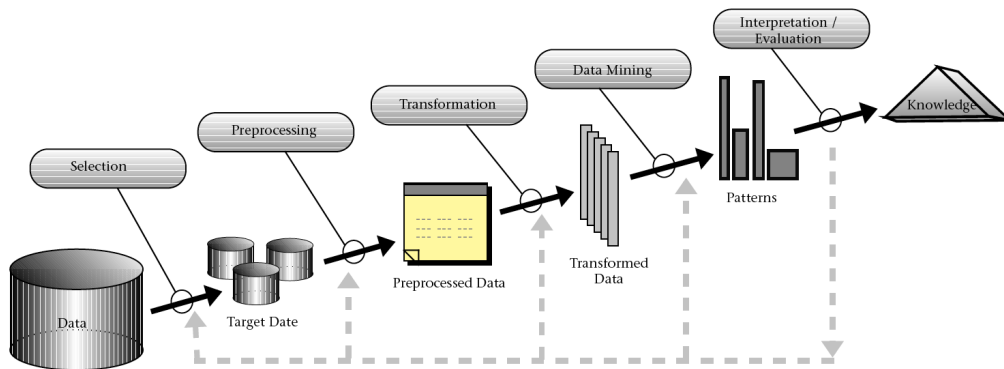 Interpretation /
Evaluation
Data Mining
Knowledge
Transformation
Preprocessing
Selection
Patterns
Transformed
Data
Preprocessed Data
Data
Target Date